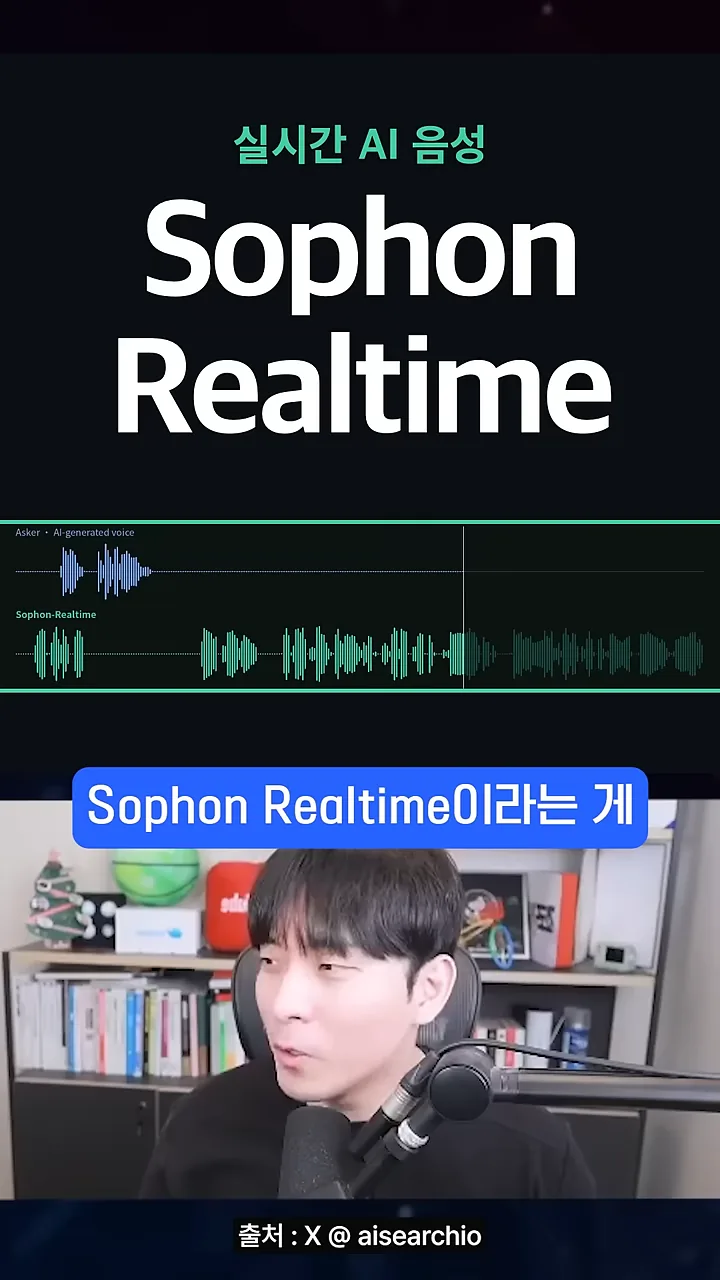 실시간 AI 음성
Sophon
Realtime
Asker • AI-generated voice
Sophon-Realtime
Sophon Realtime이라는 게
출처 : X @ aisearchio